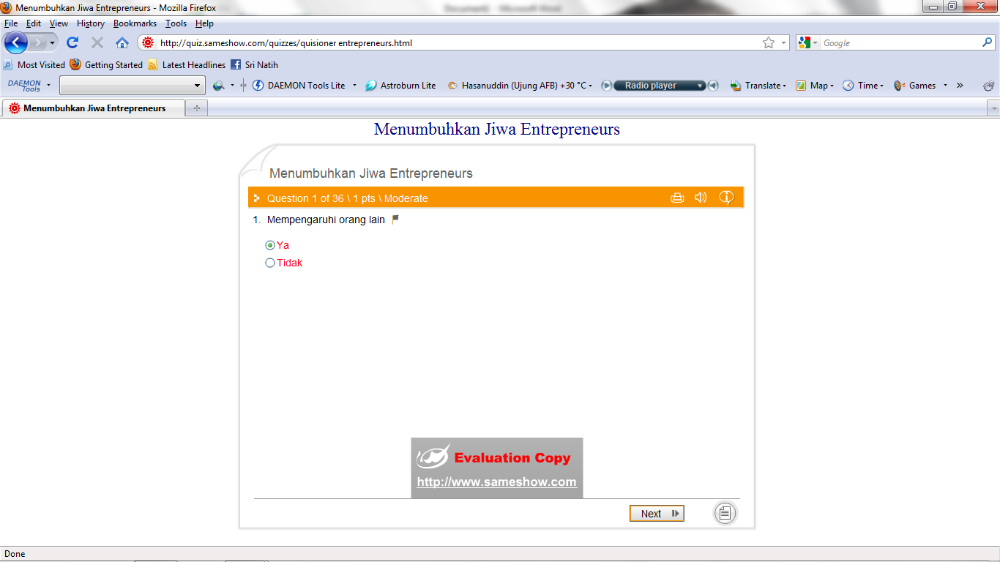 Menumbuhkan Jiwa Entrepreneurs - Mozilla Firefox
Document1 - Microsoft Word
File Edit View History Bookmarks Tools Help
http://quiz.sameshow.com/quizzes/quisioner entrepreneurs.html
Google
Most Visited Getting Started Latest Headlines Sri Natih
DAEMON Tools DAEMON Tools Lite Astroburn Lite Hasanuddin (Ujung AFB) +30 °C Radio player Translate Map Time Games »
Menumbuhkan Jiwa Entrepreneurs
Menumbuhkan Jiwa Entrepreneurs
Menumbuhkan Jiwa Entrepreneurs
Question 1 of 36 \ 1 pts \ Moderate
1. Mempengaruhi orang lain
Ya
Tidak
Evaluation Copy
http://www.sameshow.com
Next
Done